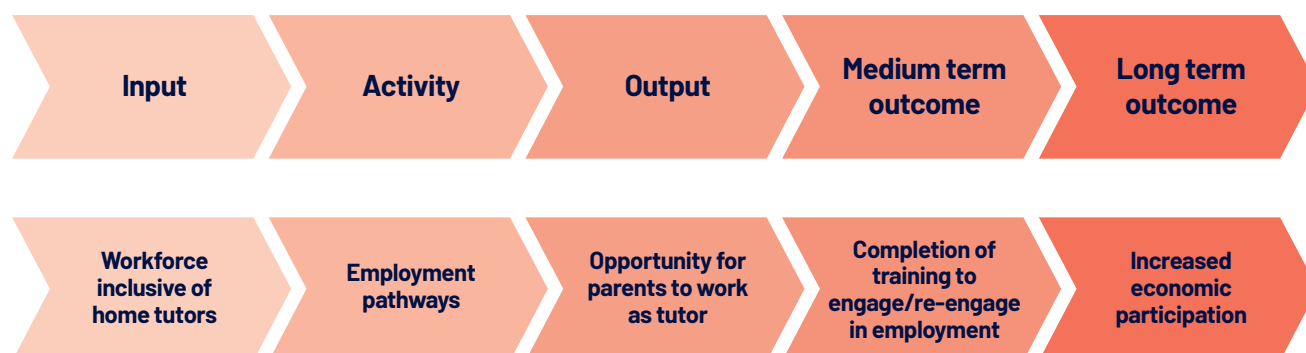 Input
Activity
Output
Medium term
outcome
Long term
outcome
Workforce
inclusive of
home tutors
Employment
pathways
Opportunity for
parents to work
as tutor
Completion of
training to
engage/re-engage
in employment
Increased
economic
participation